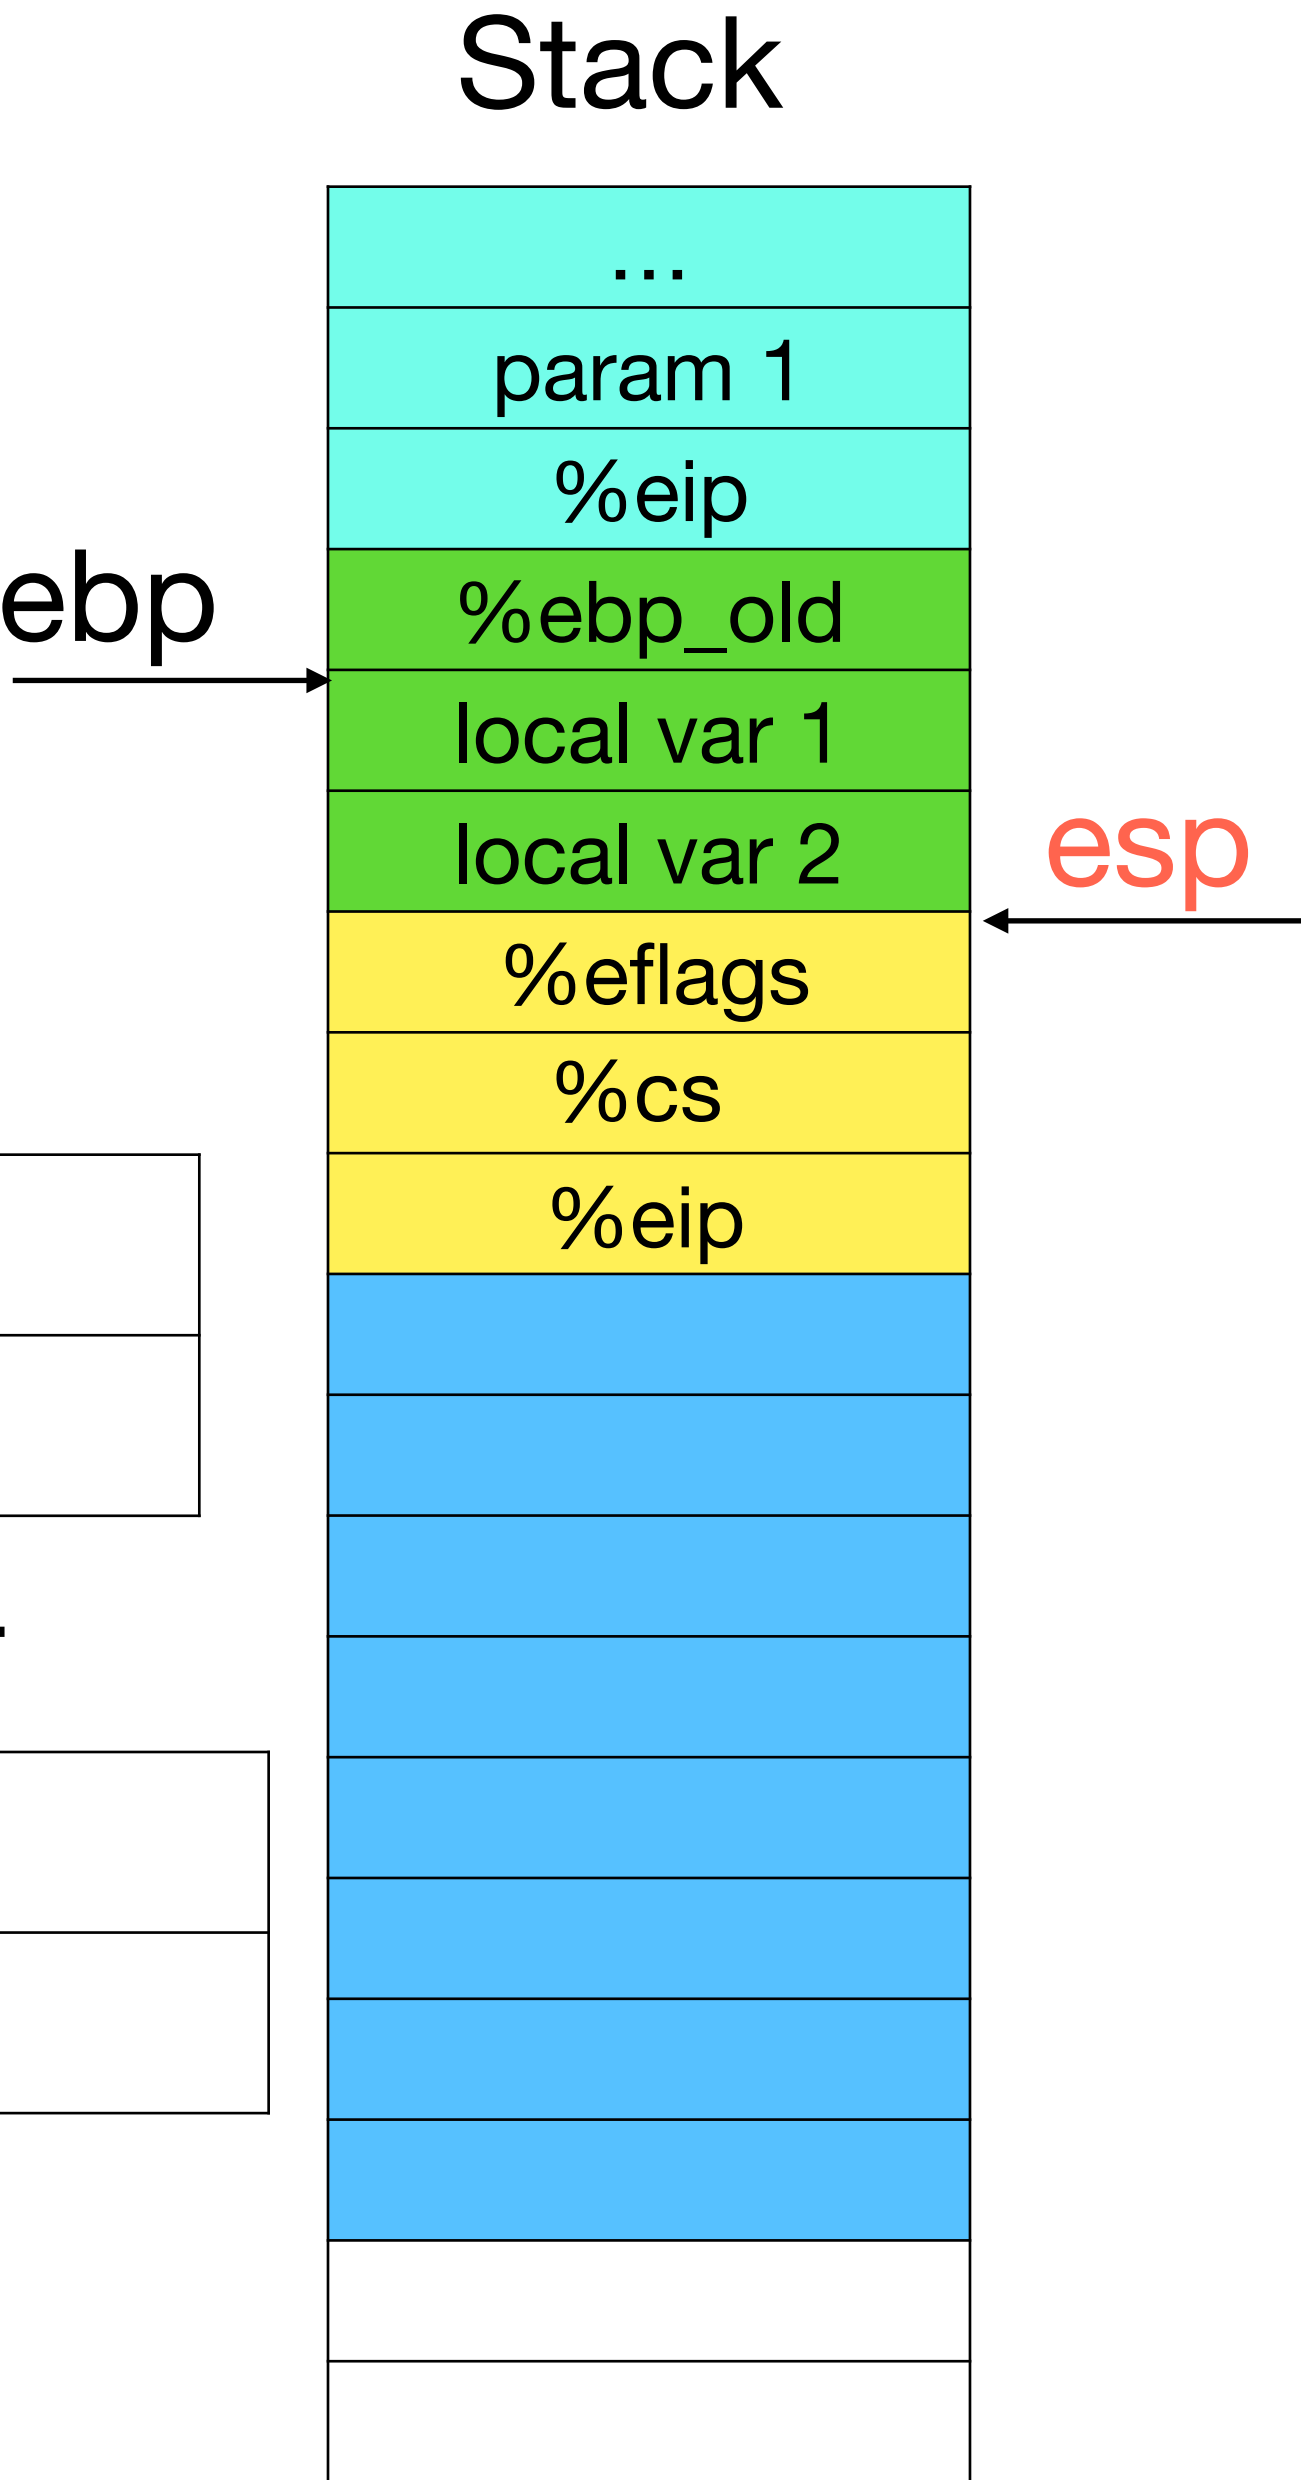 Stack
...
param 1
%eip
ebp
%ebp_old
local var 1
local var 2
esp
%eflags
%cs
%eip
.